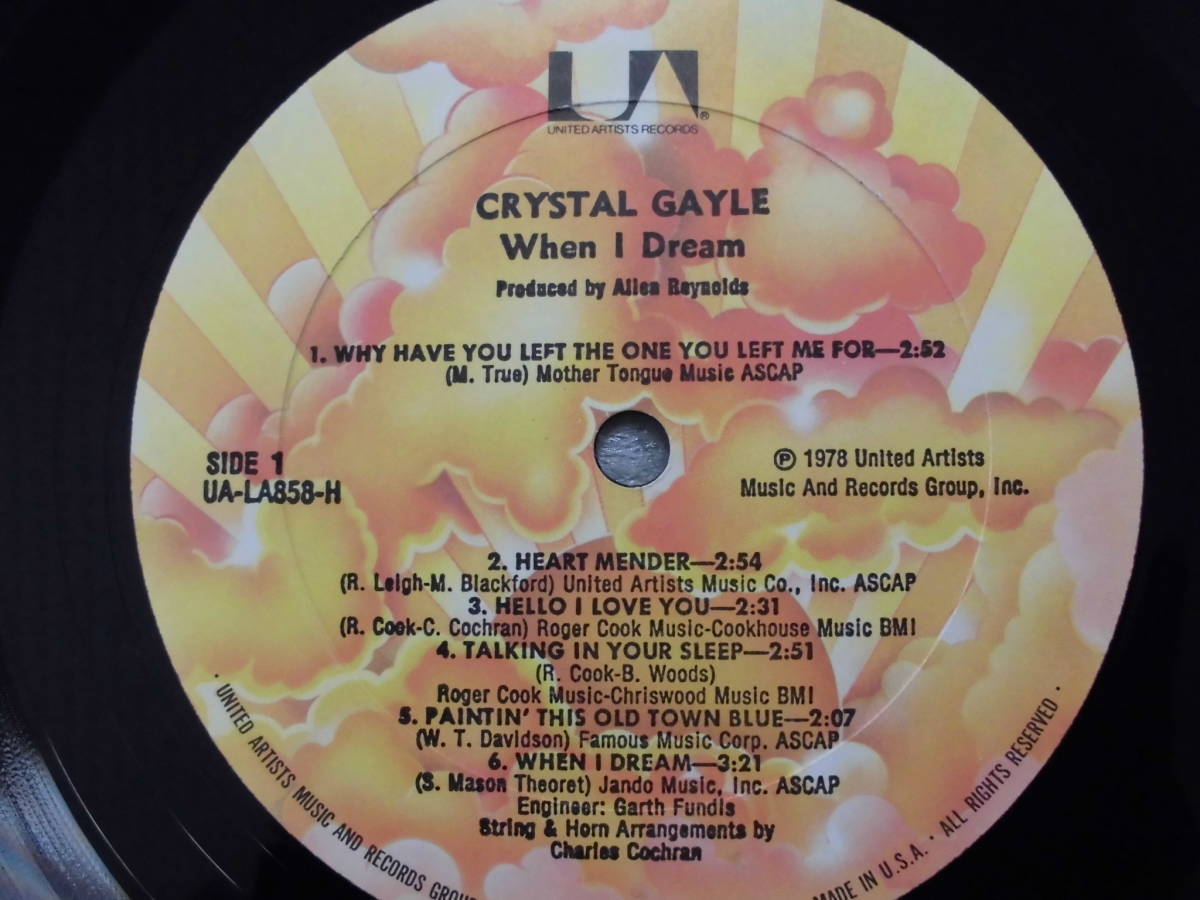 UA®
UNITED ARTISTS RECORDS
CRYSTAL GAYLE
When I Dream
Produced by Allen Reynolds
1. WHY HAVE YOU LEFT THE ONE YOU LEFT ME FOR—2:52
(M. True) Mother Tongue Music ASCAP
SIDE 1
UA-LA858-H
℗ 1978 United Artists
Music And Records Group, Inc.
2. HEART MENDER—2:54
(R. Leigh-M. Blackford) United Artists Music Co., Inc. ASCAP
3. HELLO I LOVE YOU—2:31
(R. Cook-C. Cochran) Roger Cook Music-Cookhouse Music BMI
4. TALKING IN YOUR SLEEP—2:51
(R. Cook-B. Woods)
Roger Cook Music-Chriswood Music BMI
5. PAINTIN' THIS OLD TOWN BLUE—2:07
(W. T. Davidson) Famous Music Corp. ASCAP
6. WHEN I DREAM—3:21
(S. Mason Theoret) Jando Music, Inc. ASCAP
Engineer: Garth Fundis
String & Horn Arrangements by
Charles Cochran
· UNITED ARTISTS MUSIC AND RECORDS GROUP
MADE IN U.S.A. · ALL RIGHTS RESERVED ·